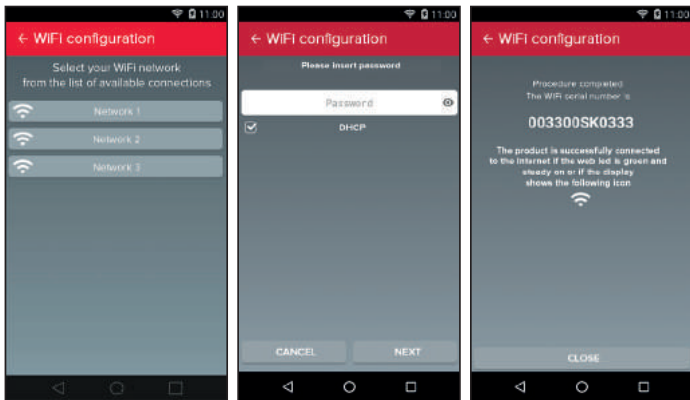 11:00
← WiFi configuration
Select your WiFi network
from the list of available connections
Network 1
Network 2
Network 3
11:00
← WiFi configuration
Please insert password
Password
DHCP
CANCEL
NEXT
11:00
← WiFi configuration
Procedure completed
The WiFi serial number is
003300SK0333
The product is successfully connected
to the Internet if the web led is green and
steady on or if the display
shows the following icon
CLOSE